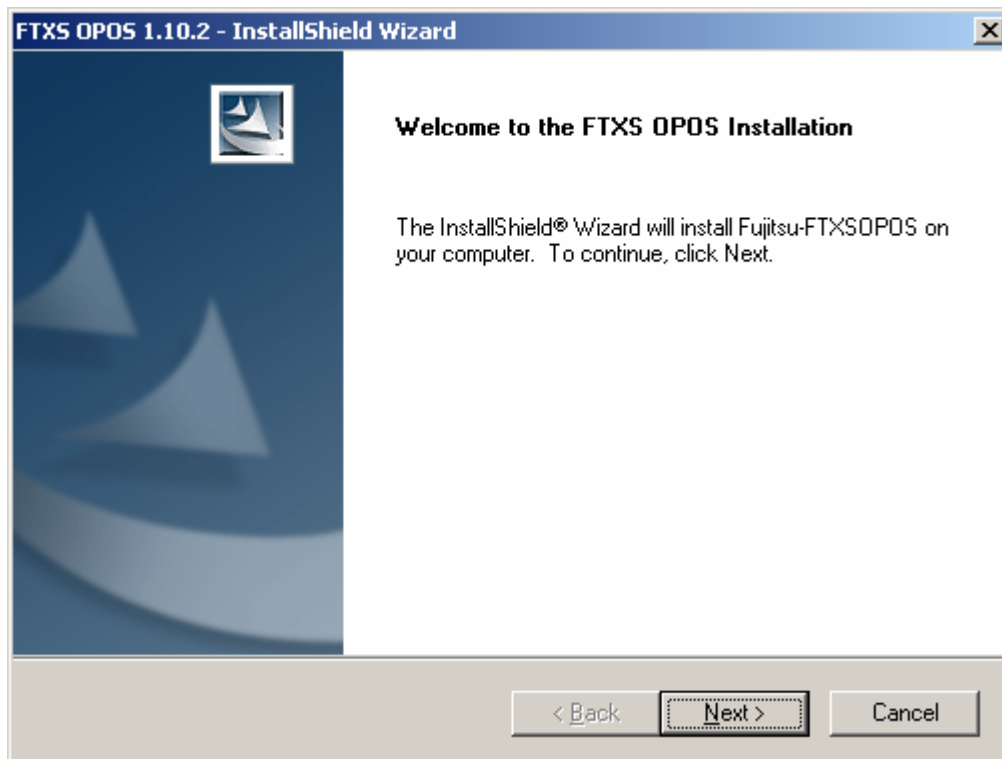 FTXS OPOS 1.10.2 - InstallShield Wizard
Welcome to the FTXS OPOS Installation
The InstallShield® Wizard will install Fujitsu-FTXSOPOS on
your computer. To continue, click Next.
< Back
Next >
Cancel